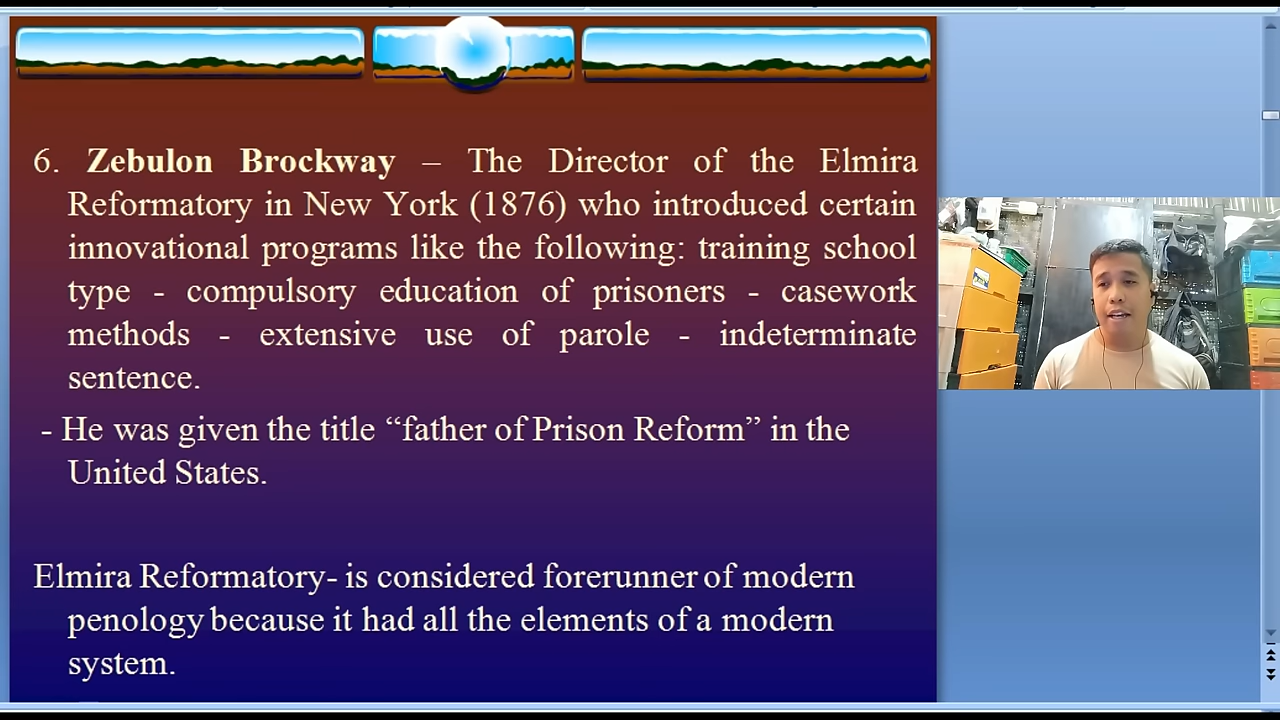 6. Zebulon Brockway – The Director of the Elmira
Reformatory in New York (1876) who introduced certain
innovational programs like the following: training school
type - compulsory education of prisoners - casework
methods - extensive use of parole - indeterminate
sentence.
- He was given the title “father of Prison Reform” in the
United States.
Elmira Reformatory- is considered forerunner of modern
penology because it had all the elements of a modern
system.